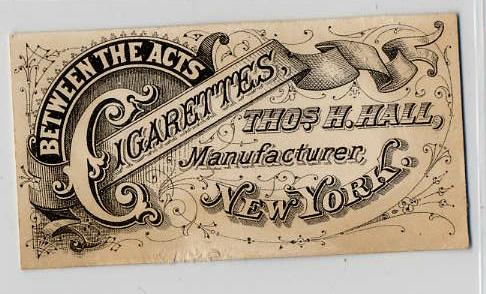 BETWEEN THE ACTS
CIGARETTES,
THOS H. HALL,
Manufacturer,
NEW YORK.